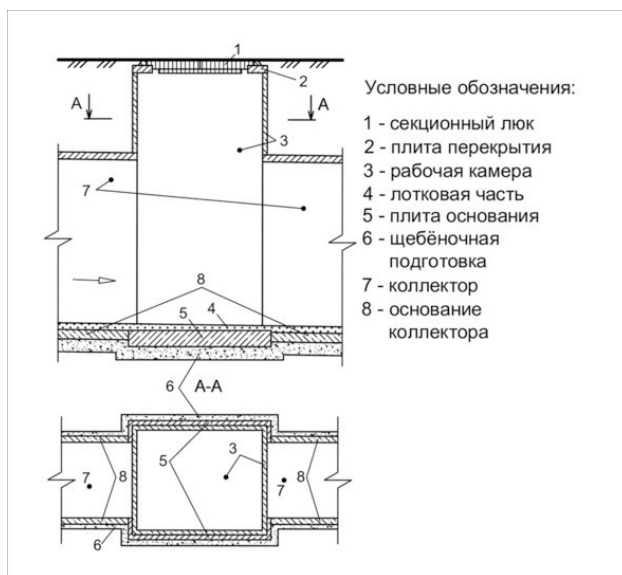 1
2
А
А
3
7
8
5
4
6
А-А
3
5
7
8
7
8
6
Условные обозначения:
1 - секционный люк
2 - плита перекрытия
3 - рабочая камера
4 - лотковая часть
5 - плита основания
6 - щебёночная
подготовка
7 - коллектор
8 - основание
коллектора